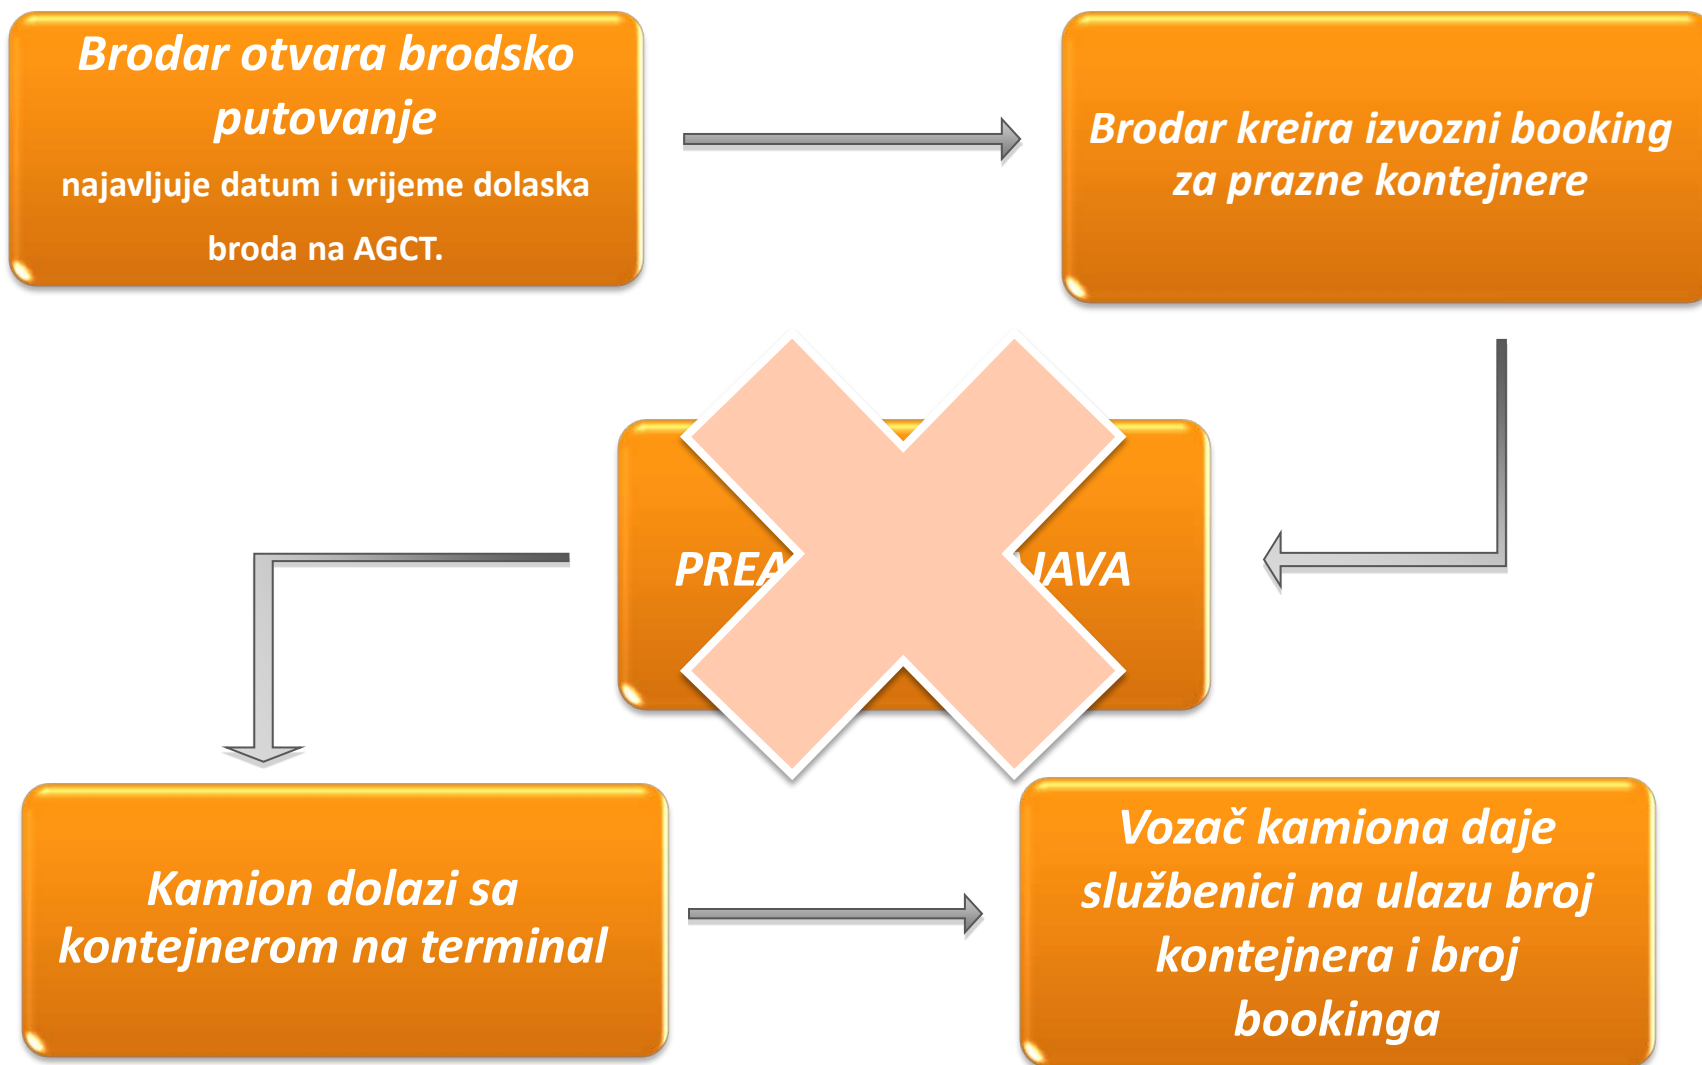 Brodar otvara brodsko
putovanje
najavljuje datum i vrijeme dolaska
broda na AGCT.
Brodar kreira izvozni booking
za prazne kontejnere
Kamion dolazi sa
kontejnerom na terminal
Vozač kamiona daje
službenici na ulazu broj
kontejnera i broj
bookinga